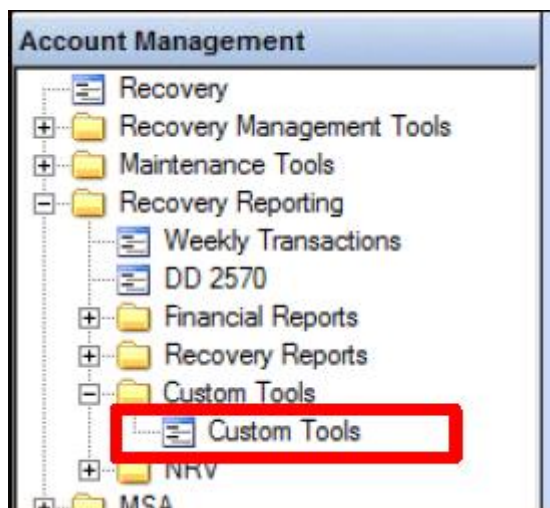 Account Management
Recovery
Recovery Management Tools
Maintenance Tools
Recovery Reporting
Weekly Transactions
DD 2570
Financial Reports
Recovery Reports
Custom Tools
Custom Tools
NRV
MSA